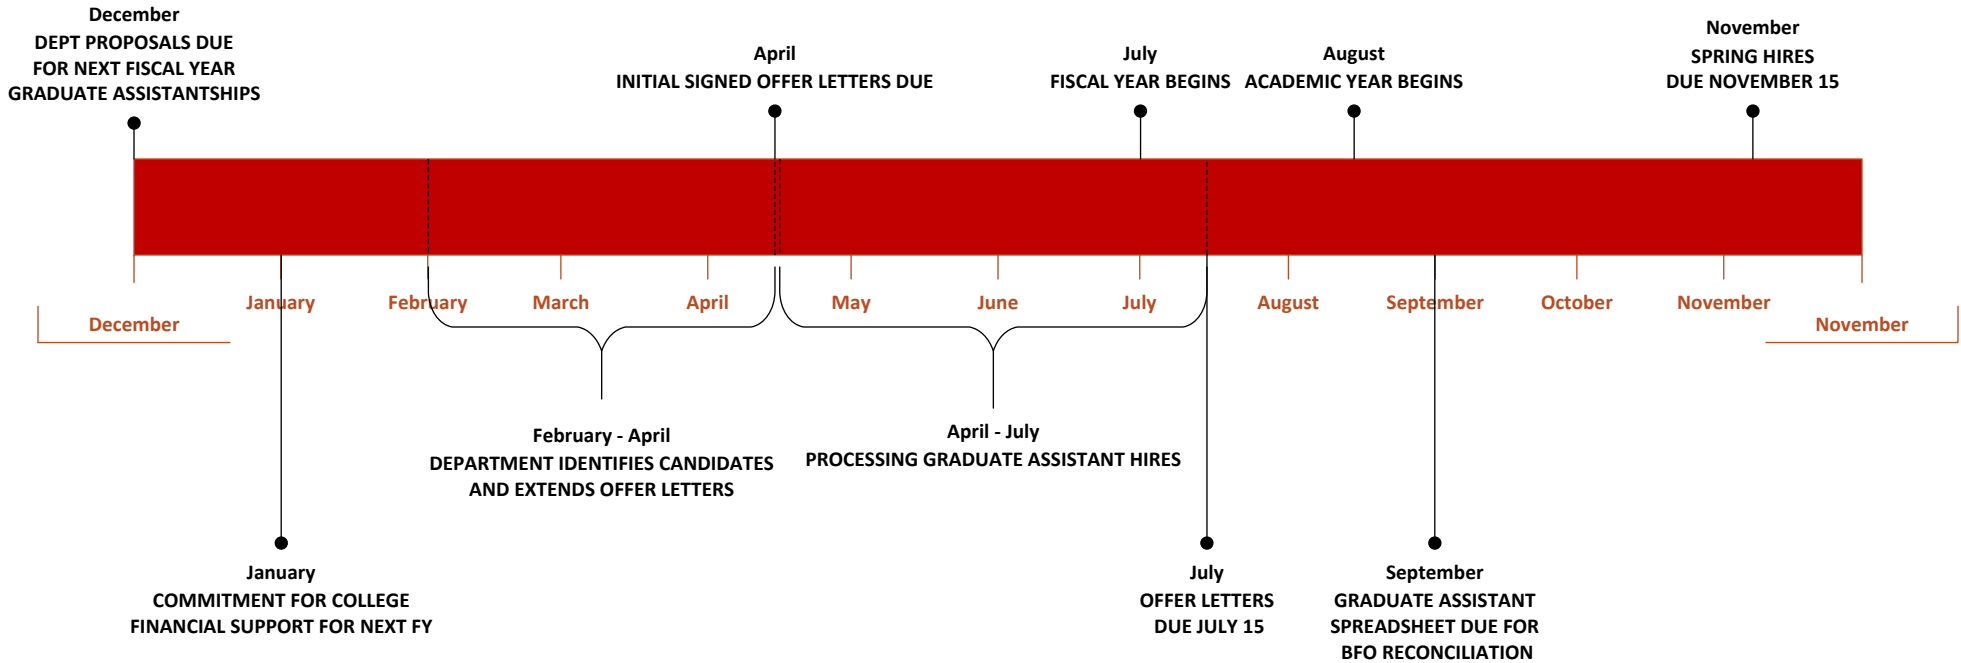 December
DEPT PROPOSALS DUE
FOR NEXT FISCAL YEAR
GRADUATE ASSISTANTSHIPS
April
INITIAL SIGNED OFFER LETTERS DUE
July
FISCAL YEAR BEGINS
August
ACADEMIC YEAR BEGINS
November
SPRING HIRES
DUE NOVEMBER 15
December
January
February
March
April
May
June
July
August
September
October
November
November
February - April
DEPARTMENT IDENTIFIES CANDIDATES
AND EXTENDS OFFER LETTERS
April - July
PROCESSING GRADUATE ASSISTANT HIRES
January
COMMITMENT FOR COLLEGE
FINANCIAL SUPPORT FOR NEXT FY
July
OFFER LETTERS
DUE JULY 15
September
GRADUATE ASSISTANT
SPREADSHEET DUE FOR
BFO RECONCILIATION